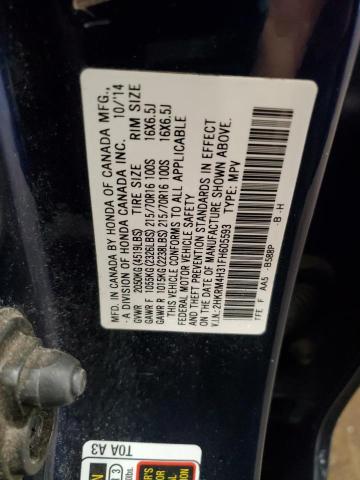 MFD. IN CANADA BY HONDA OF CANADA MFG.,
- A DIVISION OF HONDA CANADA INC. 10/14
TIRE SIZE RIM SIZE
GVWR 2050KG(4519LBS)
GAWR F 1055KG(2326LBS) 215/70R16 100S 16X6.5J
GAWR R 1015KG(2238LBS) 215/70R16 100S 16X6.5J
THIS VEHICLE CONFORMS TO ALL APPLICABLE
FEDERAL MOTOR VEHICLE SAFETY
AND THEFT PREVENTION STANDARDS IN EFFECT
ON THE DATE OF MANUFACTURE SHOWN ABOVE.
V.I.N.: 2HKRM4H31FH605593 TYPE: MPV
TFE F AA5 -B588P -B-H
T0A A3